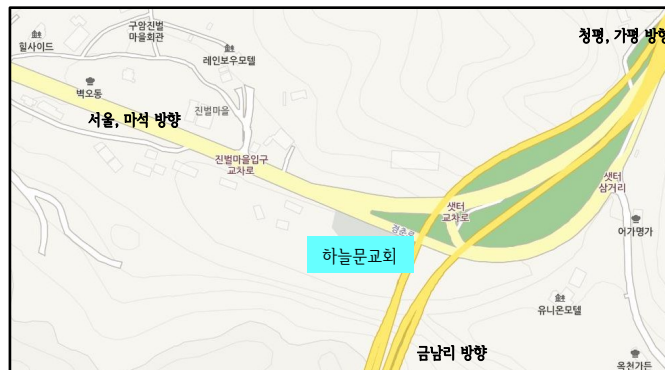 구암진벌
마을회관
힐사이드
레인보우모텔
청평, 가평 방향
벽오동
진벌마을
서울, 마석 방향
진벌마을입구
교차로
샛터
삼거리
샛터
교차로
경춘로
어가명가
하늘문교회
유니온모텔
금남리 방향
옥천가든